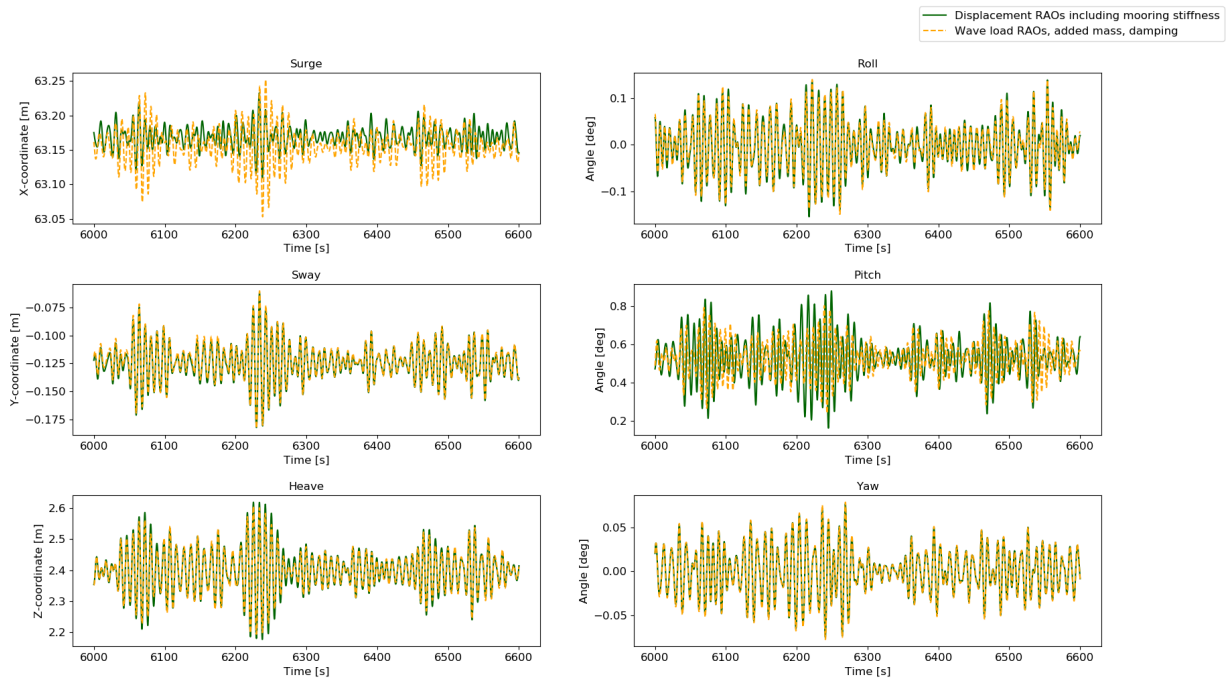 Displacement RAOs including mooring stiffness
Wave load RAOs, added mass, damping
Surge
X-coordinate [m]
63.25
63.20
63.15
63.10
63.05
6000 6100 6200 6300 6400 6500 6600
Time [s]
Roll
Angle [deg]
0.1
0.0
−0.1
6000 6100 6200 6300 6400 6500 6600
Time [s]
Sway
Y-coordinate [m]
−0.075
−0.100
−0.125
−0.150
−0.175
6000 6100 6200 6300 6400 6500 6600
Time [s]
Pitch
Angle [deg]
0.8
0.6
0.4
0.2
6000 6100 6200 6300 6400 6500 6600
Time [s]
Heave
Z-coordinate [m]
2.6
2.5
2.4
2.3
2.2
6000 6100 6200 6300 6400 6500 6600
Time [s]
Yaw
Angle [deg]
0.05
0.00
−0.05
6000 6100 6200 6300 6400 6500 6600
Time [s]